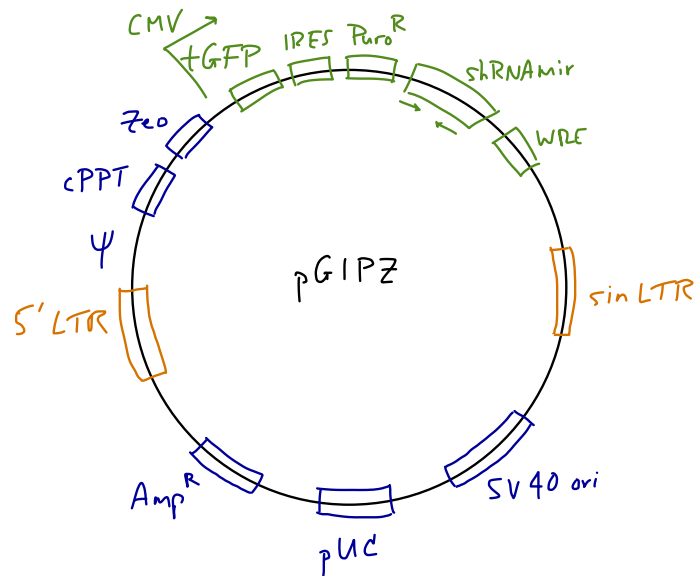 CMV
tGFP
IRES
Puro^R
shRNAmir
WRE
Zeo
cPPT
Ψ
5' LTR
pGIPZ
sin LTR
Amp^R
pUC
SV40 ori